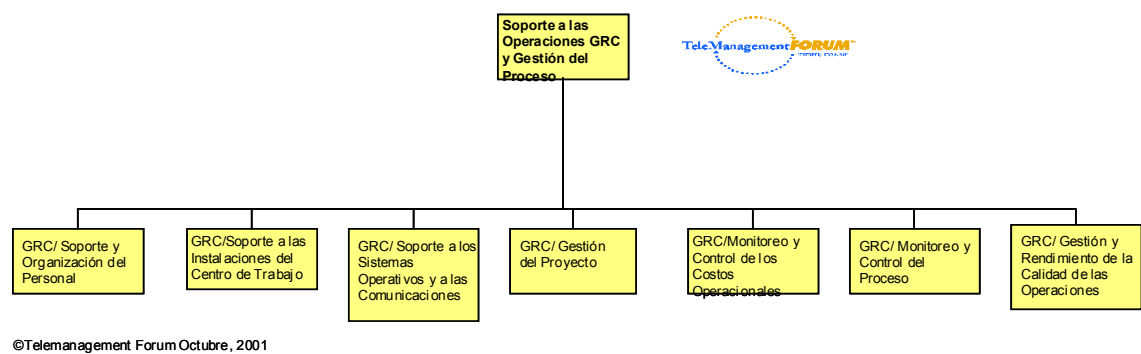 Soporte a las
Operaciones GRC
y Gestión del
Proceso
TeleManagement FORUM™
GRC/ Soporte y
Organización del
Personal
GRC/Soporte a las
Instalaciones del
Centro de Trabajo
GRC/ Soporte a los
Sistemas
Operativos y a las
Comunicaciones
GRC/ Gestión
del Proyecto
GRC/Monitoreo y
Control de los
Costos
Operacionales
GRC/ Monitoreo y
Control del
Proceso
GRC/ Gestión y
Rendimiento de la
Calidad de las
Operaciones
©Telemanagement Forum Octubre, 2001